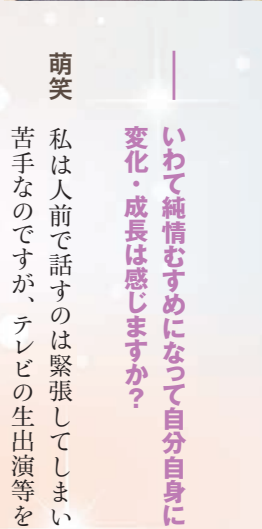 ――いわて純情むすめになって自分自身に
変化・成長は感じますか？
萌笑 私は人前で話すのは緊張してしまい
苦手なのですが、テレビの生出演等を